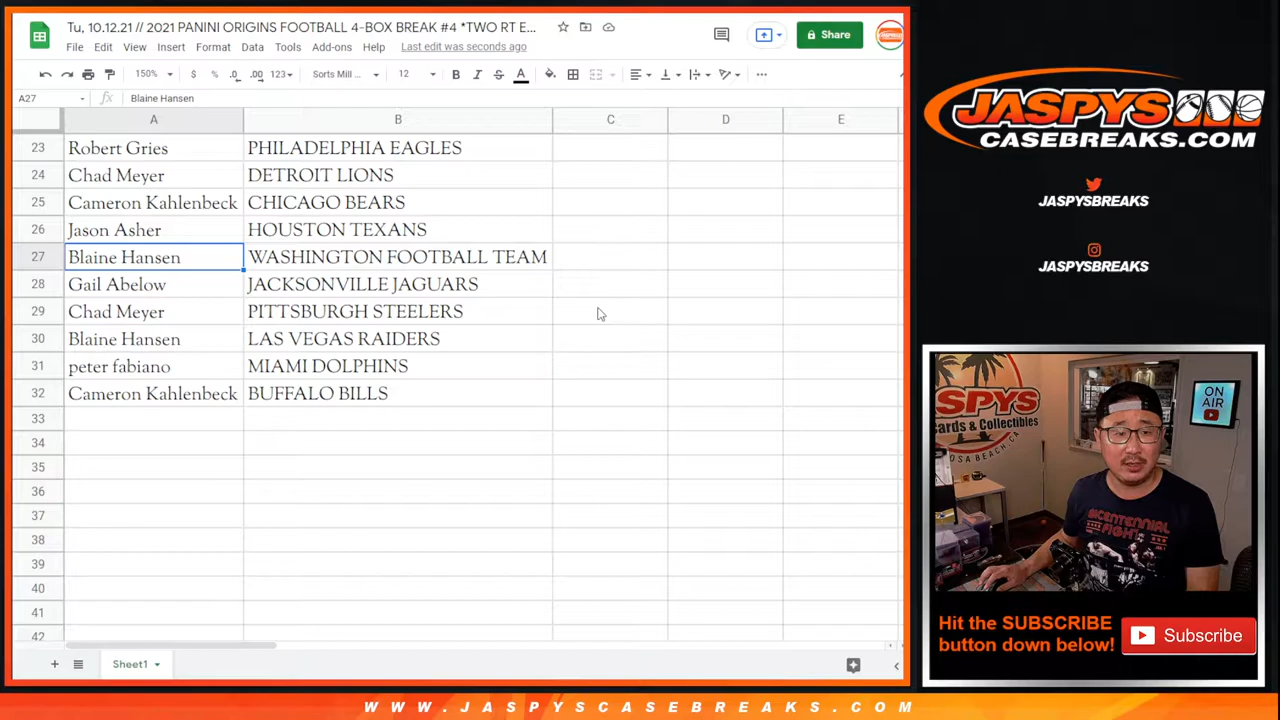 Tu, 10.12.21 // 2021 PANINI ORIGINS FOOTBALL 4-BOX BREAK #4 *TWO RT E...
File Edit View Insert Format Data Tools Add-ons Help Last edit was seconds ago
Share
150% $ % .0 .00 123 Sorts Mill ... 12 B I S A
A27 fx Blaine Hansen
A B C D E
23 Robert Gries PHILADELPHIA EAGLES
24 Chad Meyer DETROIT LIONS
25 Cameron Kahlenbeck CHICAGO BEARS
26 Jason Asher HOUSTON TEXANS
27 Blaine Hansen WASHINGTON FOOTBALL TEAM
28 Gail Abelow JACKSONVILLE JAGUARS
29 Chad Meyer PITTSBURGH STEELERS
30 Blaine Hansen LAS VEGAS RAIDERS
31 peter fabiano MIAMI DOLPHINS
32 Cameron Kahlenbeck BUFFALO BILLS
33
34
35
36
37
38
39
40
41
42
Sheet1
JASPYS
CASEBREAKS.COM
JASPYSBREAKS
JASPYSBREAKS
JASPYS
Cards & Collectibles
ON
AIR
BICENTENNIAL
FIGHT
Hit the SUBSCRIBE
button down below!
Subscribe
WWW.JASPYSCASEBREAKS.COM